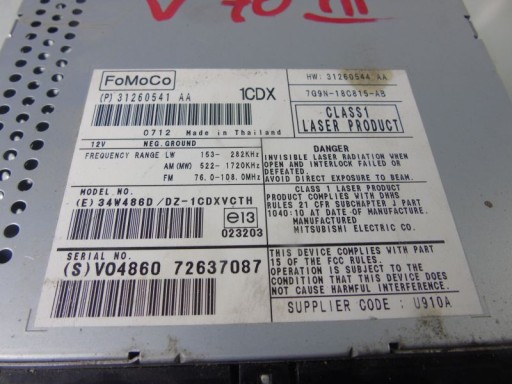 V 70 III
FoMoCo
(P) 31260541 AA
1CDX
0712 Made in Thailand
HW: 31260544 AA
7G9N-18C815-AB
CLASS1
LASER PRODUCT
12V NEG.GROUND
FREQUENCY RANGE LW 153- 282KHz
AM(MW) 522- 1720KHz
FM 76.0-108.0MHz
MODEL NO.
(E) 34W486D/DZ-1CDXVCTH
e13
023203
SERIAL NO.
(S) VO4860 72637087
DANGER
INVISIBLE LASER RADIATION WHEN
OPEN AND INTERLOCK FAILED OR
DEFEATED.
AVOID DIRECT EXPOSURE TO BEAM.
CLASS 1 LASER PRODUCT
PRODUCT COMPLIES WITH DHHS
RULES 21 CFR SUBCHAPTER J PART
1040:10 AT DATE OF MANUFACTURE.
MANUFACTURED
MITSUBISHI ELECTRIC CO.
THIS DEVICE COMPLIES WITH PART
15 OF THE FCC RULES.
OPERATION IS SUBJECT TO THE
CONDITION THAT THIS DEVICE DOES
NOT CAUSE HARMFUL INTERFERENCE.
SUPPLIER CODE : U910A